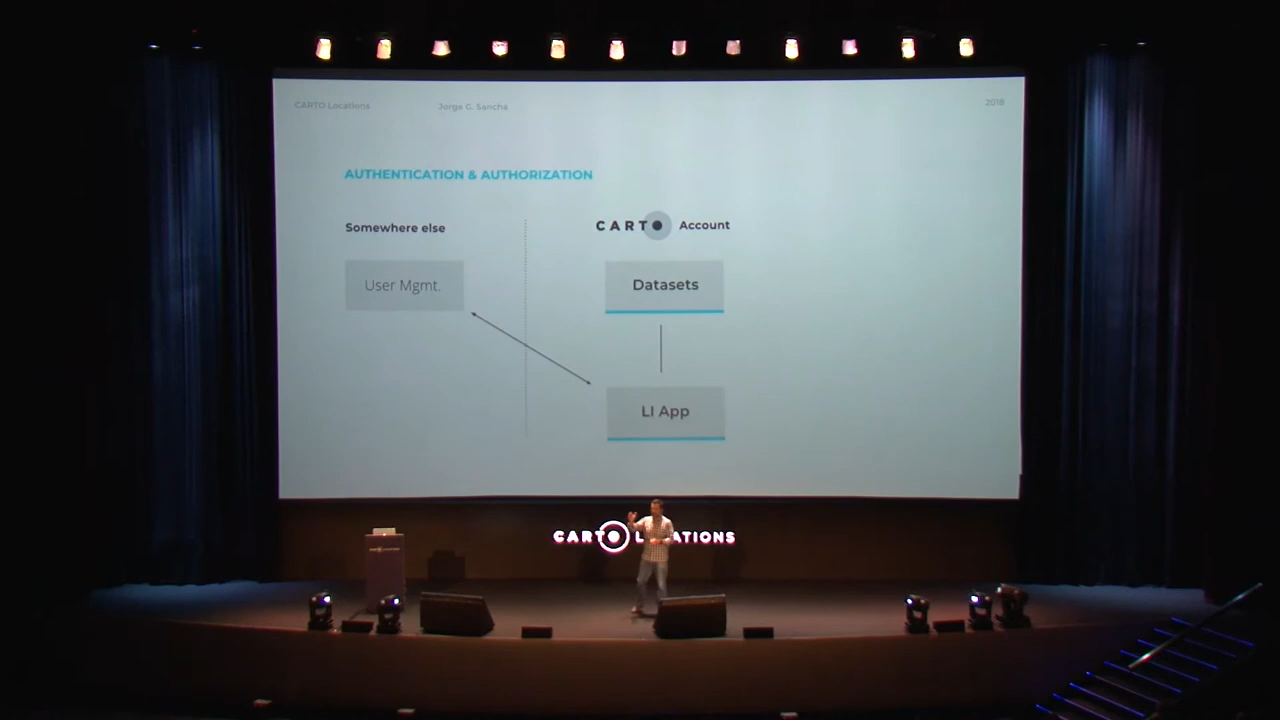 CARTO Locations
Jorge G. Sancha
2018
AUTHENTICATION & AUTHORIZATION
Somewhere else
CARTO Account
User Mgmt.
Datasets
LI App
CARTO LOCATIONS